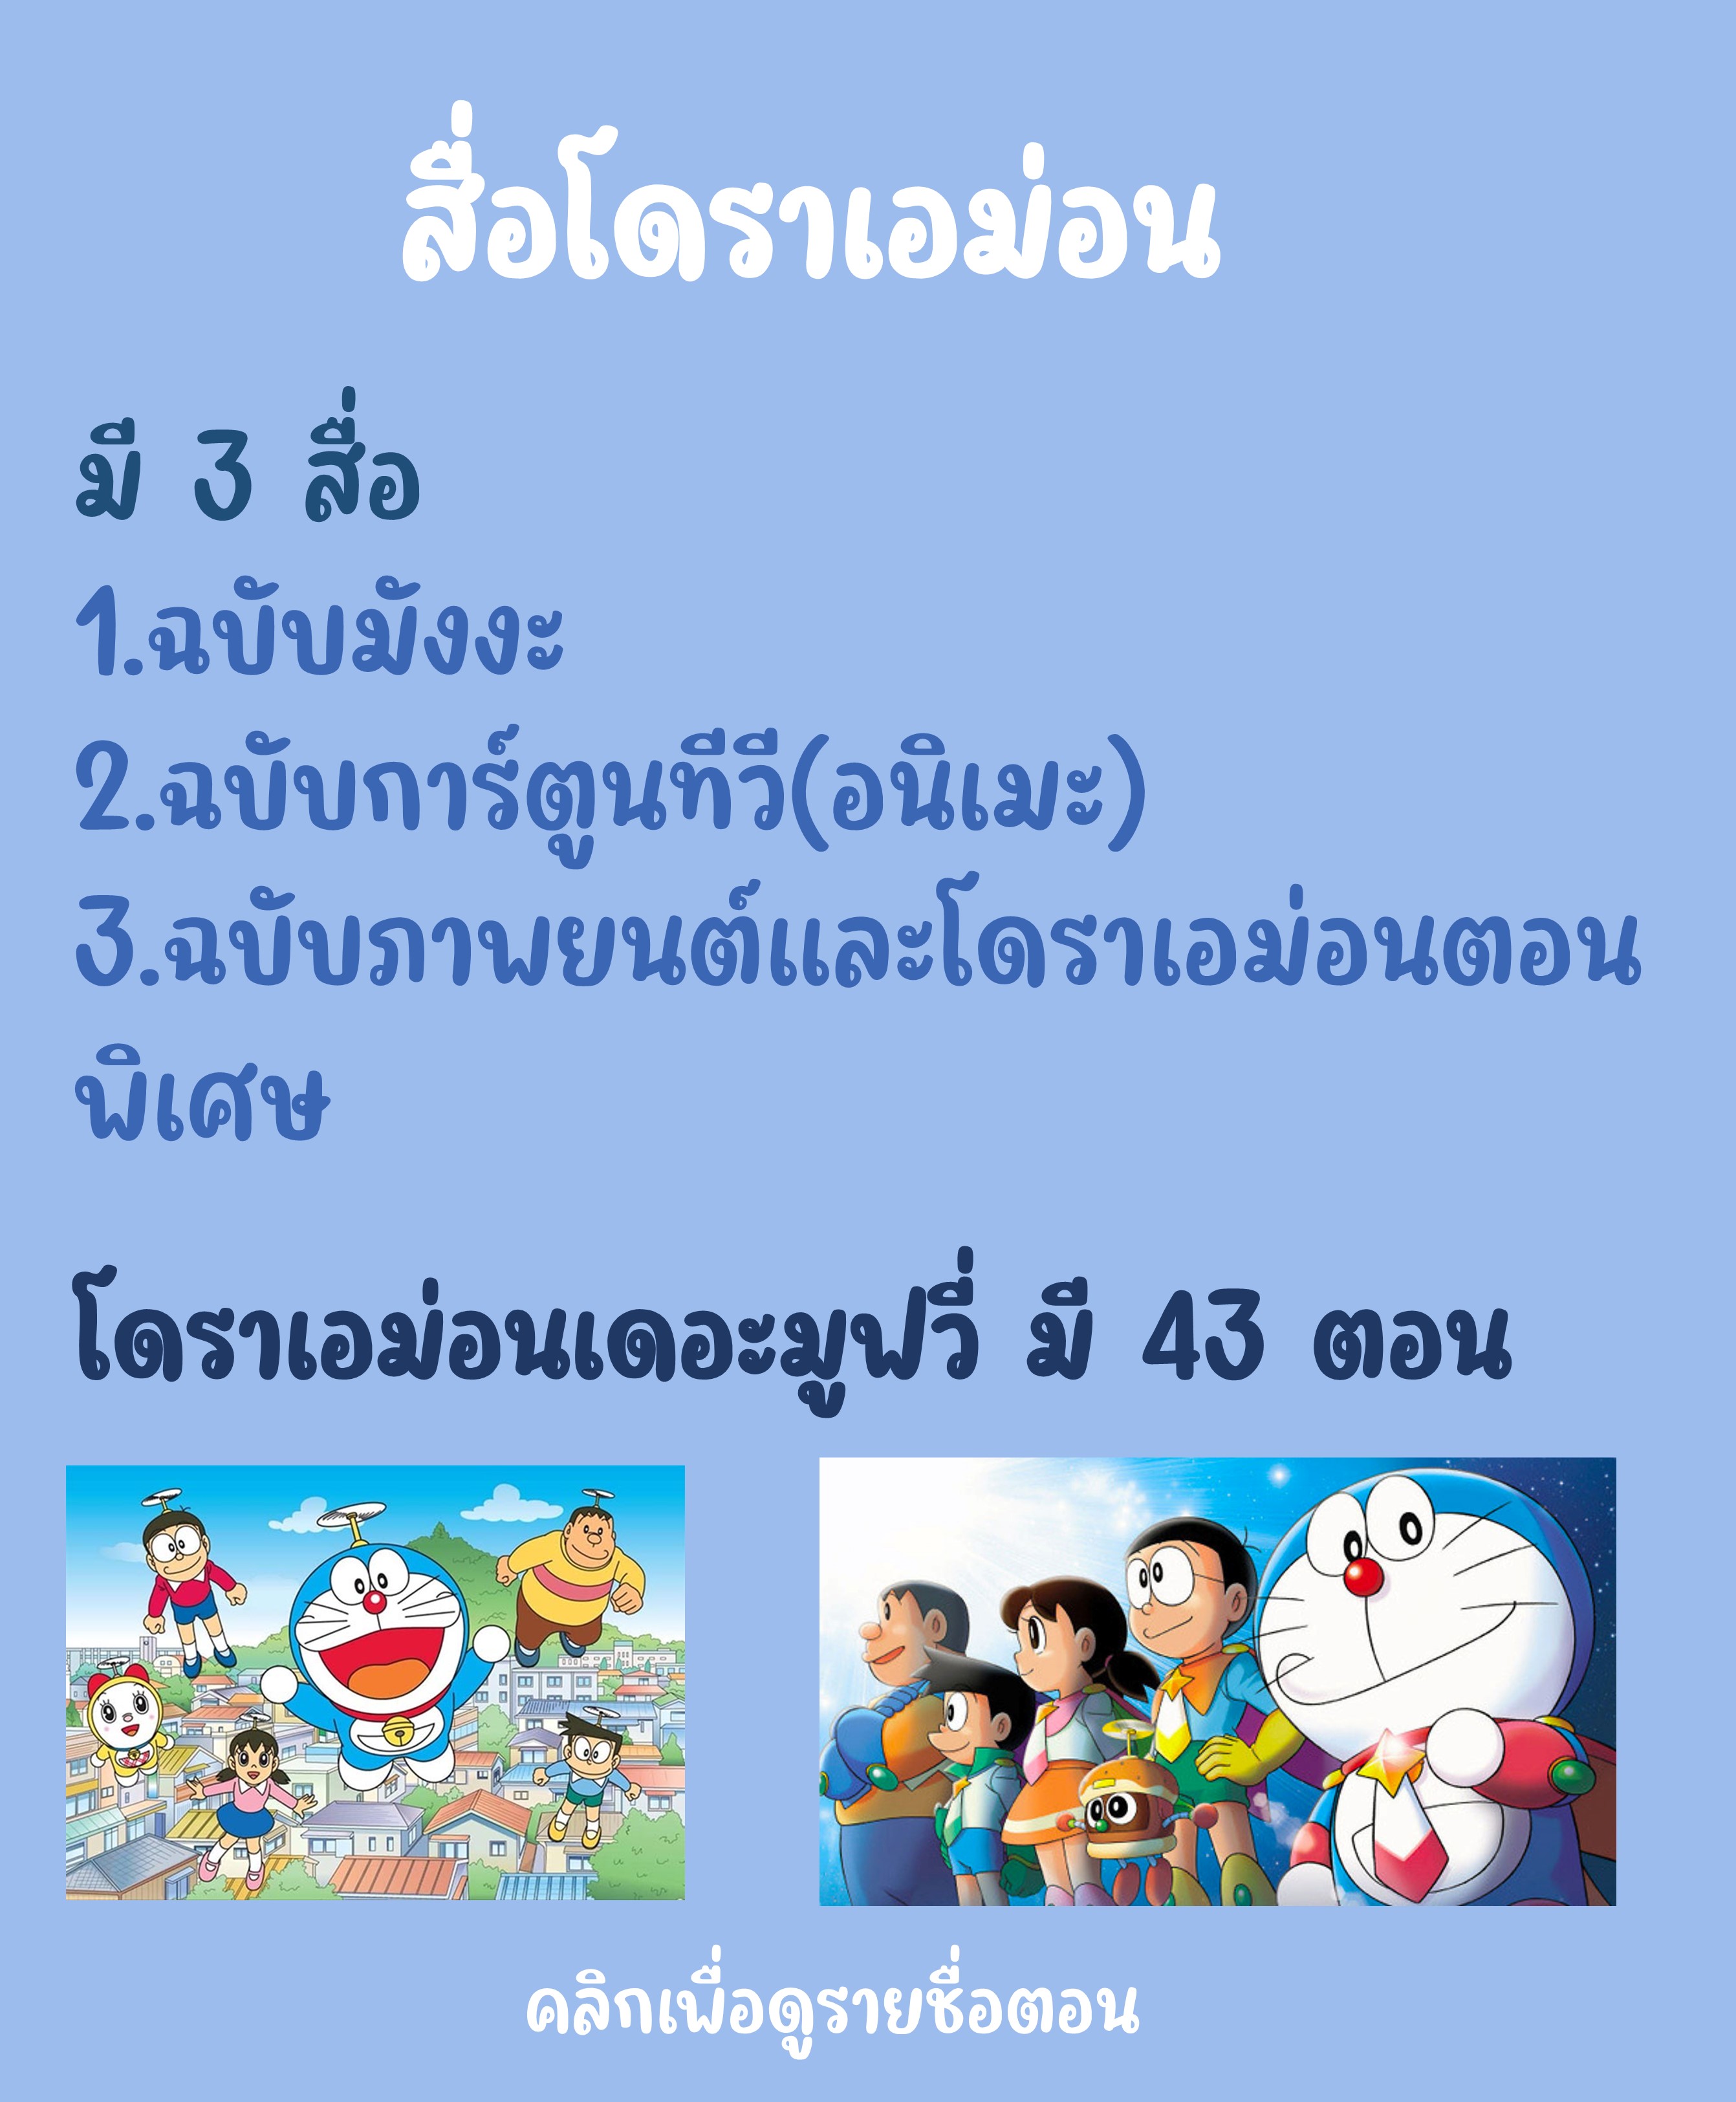 สื่อโดราเอม่อน
มี 3 สื่อ
1.ฉบับมังงะ
2.ฉบับการ์ตูนทีวี(อนิเมะ)
3.ฉบับภาพยนต์และโดราเอม่อนตอน
พิเศษ
โดราเอม่อนเดอะมูฟวี่ มี 43 ตอน
คลิกเพื่อดูรายชื่อตอน